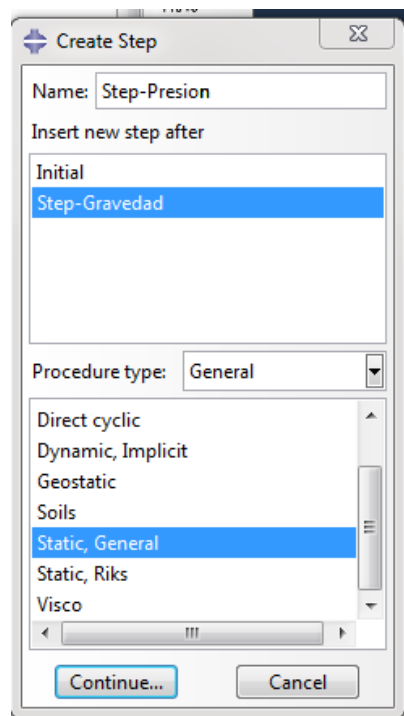 Create Step
Name: Step-Presion
Insert new step after
Initial
Step-Gravedad
Procedure type: General
Direct cyclic
Dynamic, Implicit
Geostatic
Soils
Static, General
Static, Riks
Visco
Continue... Cancel